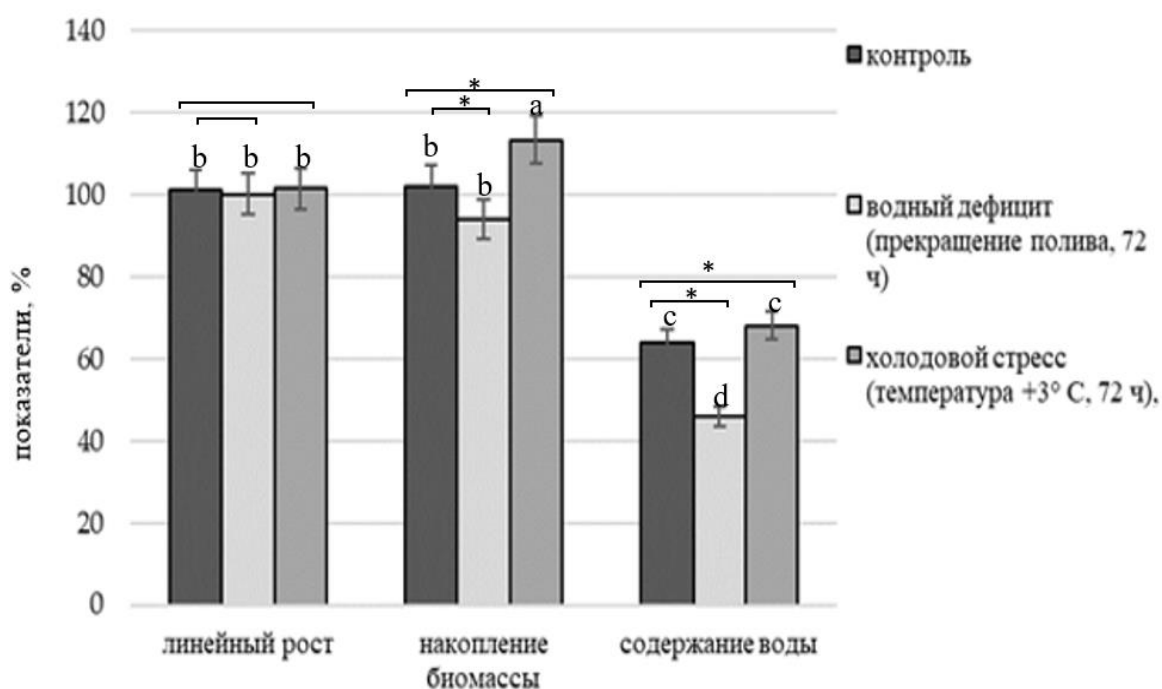 показатели, %
140
120
100
80
60
40
20
0
*
*
a
b b b
b
b
*
*
c
c
d
линейный рост
накопление
биомассы
содержание воды
контроль
водный дефицит
(прекращение полива, 72
ч)
холодовой стресс
(температура +3° С, 72 ч),